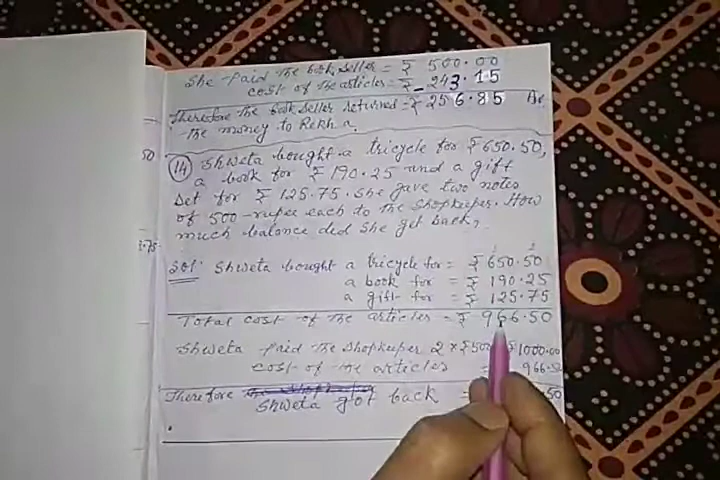 She paid the book seller = ₹ 500.00
cost of the articles = ₹ - 243.15
Therefore the book seller returned = ₹ 256.85 As.
the money to Rekha.
(14) Shweta bought a tricycle for ₹650.50,
a book for ₹190.25 and a gift
set for ₹ 125.75. She gave two notes
of 500-rupee each to the shopkeeper. How
much balance did she get back?
Sol: Shweta bought a tricycle for = ₹650.50
a book for = ₹ 190.25
a gift for = ₹ 125.75
Total cost of the articles = ₹ 966.50
Shweta paid the shopkeeper 2 × ₹500 ₹1000.00
cost of the articles = 966.50
Therefore
Shweta got back = 50
50